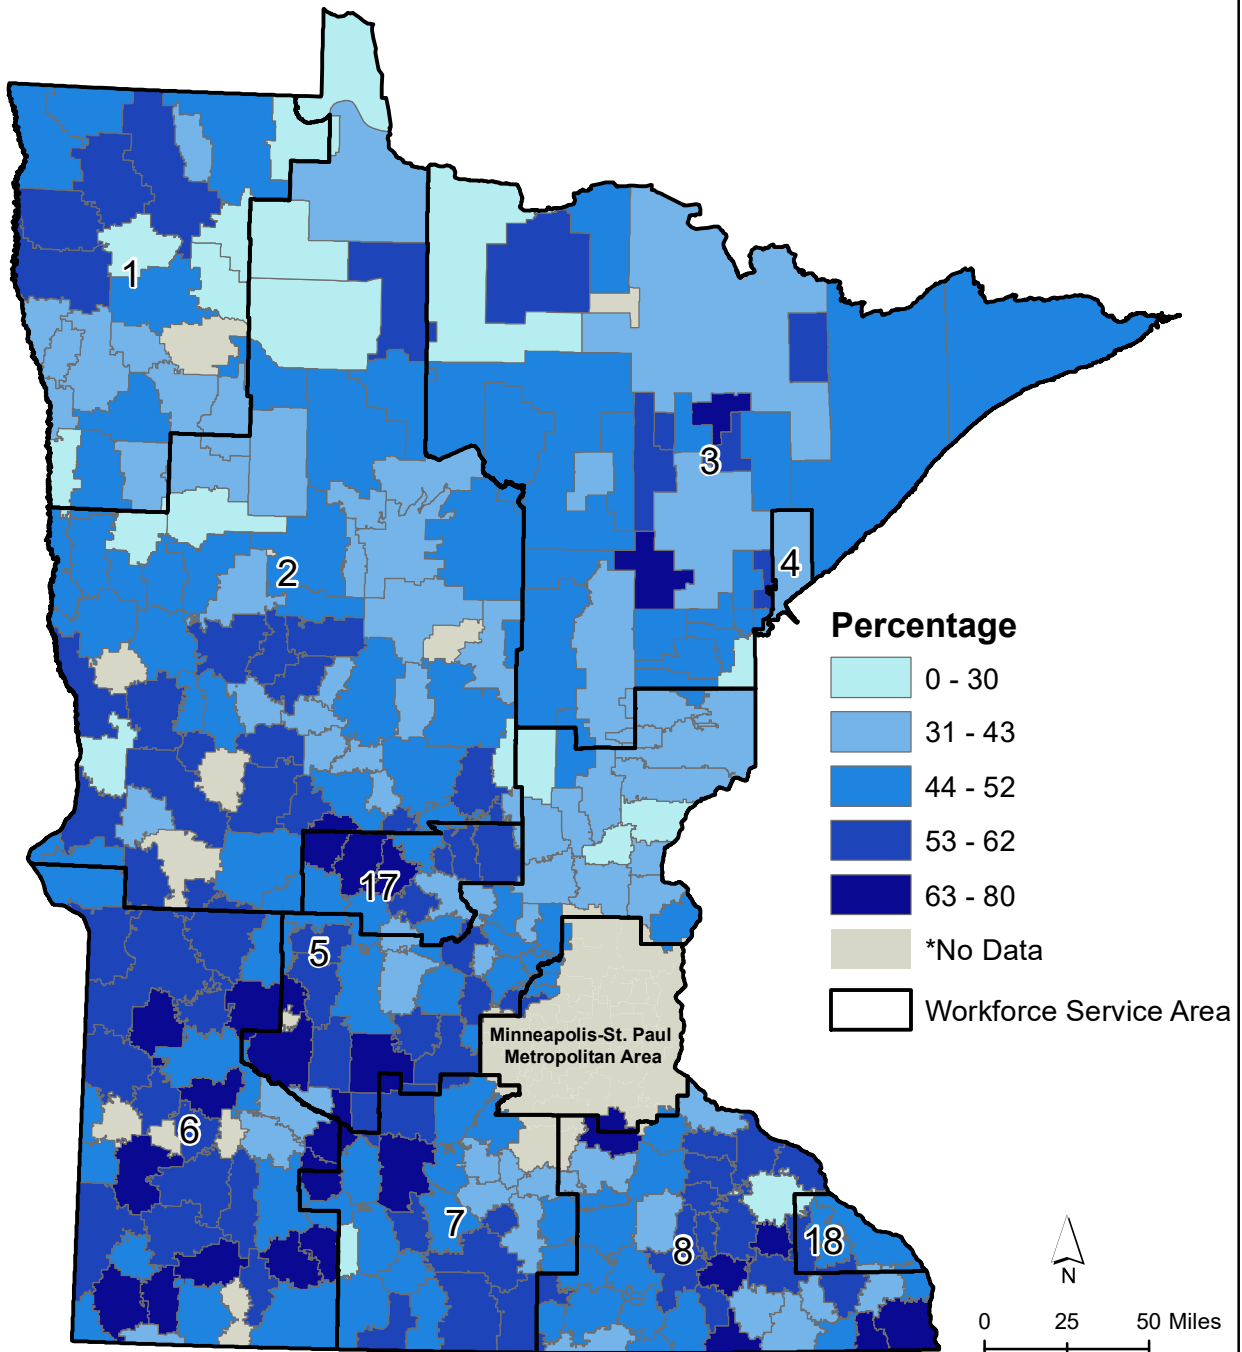 1
3
4
2
Percentage
0 - 30
31 - 43
44 - 52
53 - 62
63 - 80
*No Data
Workforce Service Area
17
5
Minneapolis-St. Paul
Metropolitan Area
6
7
8
18
N
0 25 50 Miles